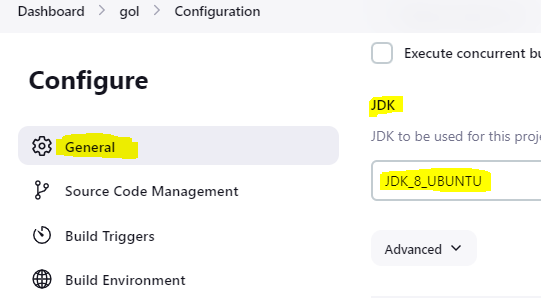 Dashboard > gol > Configuration
Configure
General
Source Code Management
Build Triggers
Build Environment
Execute concurrent bu
JDK
JDK to be used for this proje
JDK_8_UBUNTU
Advanced